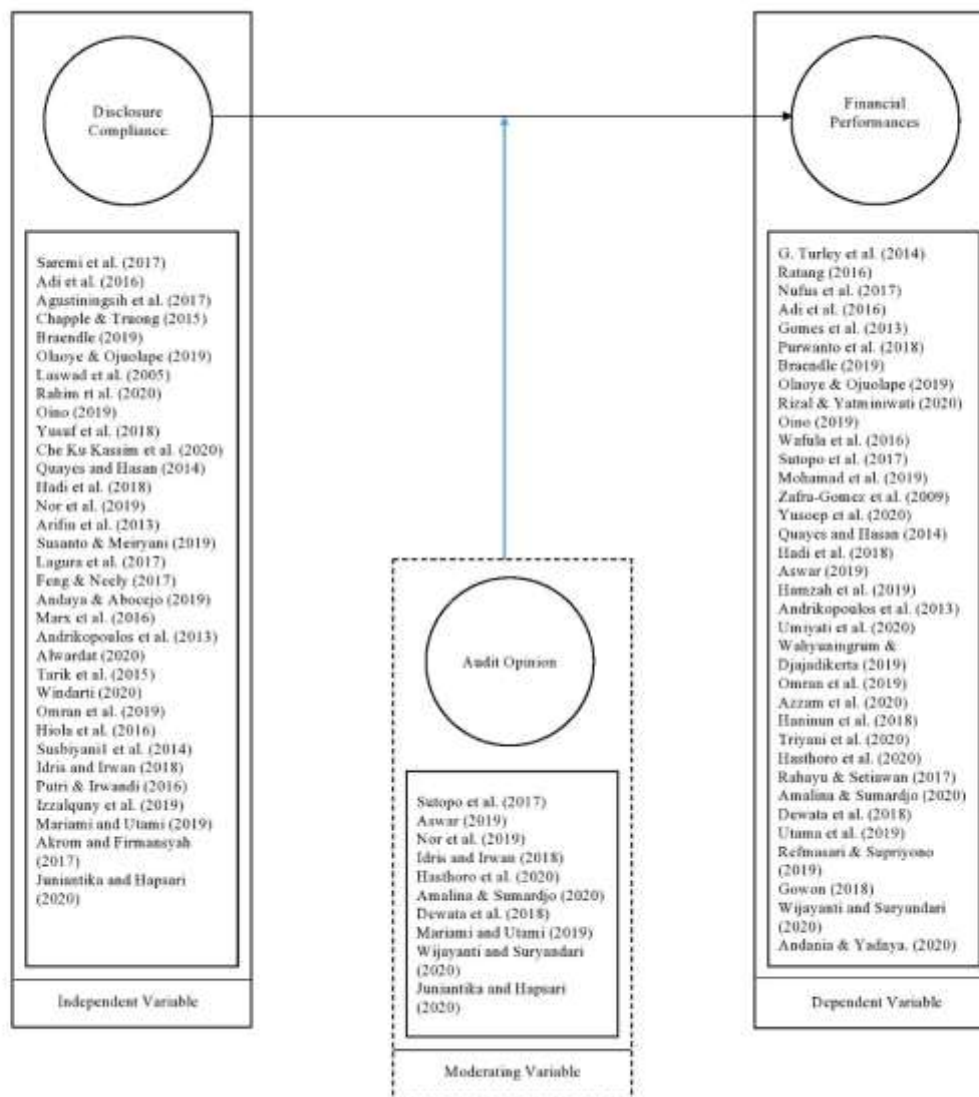 Disclosure
Compliance
Saremi et al. (2017)
Adi et al. (2016)
Agustiningsih et al. (2017)
Chapple & Truong (2015)
Braendle (2019)
Olaoye & Ojuolape (2019)
Laswad et al. (2005)
Rahim rt al. (2020)
Oino (2019)
Yusuf et al. (2018)
Che Ku Kassim et al. (2020)
Quayes and Hasan (2014)
Hadi et al. (2018)
Nor et al. (2019)
Arifin et al. (2013)
Susanto & Meiryani (2019)
Lagura et al. (2017)
Feng & Neely (2017)
Andaya & Abocejo (2019)
Marx et al. (2016)
Andrikopoulos et al. (2013)
Alwardat (2020)
Tarik et al. (2015)
Windarti (2020)
Omran et al. (2019)
Hiola et al. (2016)
Susbiyani1 et al. (2014)
Idris and Irwan (2018)
Putri & Irwandi (2016)
Izzalquny et al. (2019)
Mariami and Utami (2019)
Akrom and Firmansyah
(2017)
Juniantika and Hapsari
(2020)
Independent Variable
Audit Opinion
Sutopo et al. (2017)
Aswar (2019)
Nor et al. (2019)
Idris and Irwan (2018)
Hasthoro et al. (2020)
Amalina & Sumardjo (2020)
Dewata et al. (2018)
Mariami and Utami (2019)
Wijayanti and Suryandari
(2020)
Juniantika and Hapsari
(2020)
Moderating Variable
Financial
Performances
G. Turley et al. (2014)
Ratang (2016)
Nufus et al. (2017)
Adi et al. (2016)
Gomes et al. (2013)
Purwanto et al. (2018)
Braendle (2019)
Olaoye & Ojuolape (2019)
Rizal & Yatminiwati (2020)
Oino (2019)
Wafula et al. (2016)
Sutopo et al. (2017)
Mohamad et al. (2019)
Zafra-Gomez et al. (2009)
Yusoep et al. (2020)
Quayes and Hasan (2014)
Hadi et al. (2018)
Aswar (2019)
Hamzah et al. (2019)
Andrikopoulos et al. (2013)
Umiyati et al. (2020)
Wahyuningrum &
Djajadikerta (2019)
Omran et al. (2019)
Azzam et al. (2020)
Haninun et al. (2018)
Triyani et al. (2020)
Hasthoro et al. (2020)
Rahayu & Setiawan (2017)
Amalina & Sumardjo (2020)
Dewata et al. (2018)
Utama et al. (2019)
Refmasari & Supriyono
(2019)
Gowon (2018)
Wijayanti and Suryandari
(2020)
Andania & Yadnya. (2020)
Dependent Variable